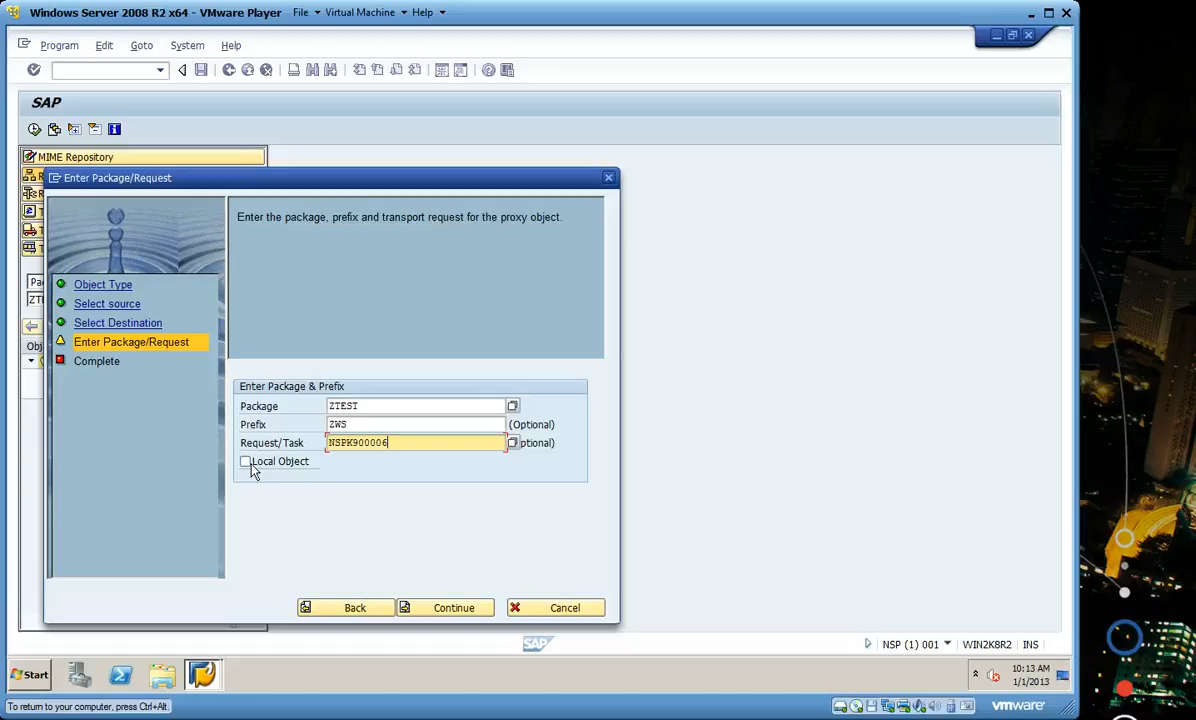 Windows Server 2008 R2 x64 - VMware Player File Virtual Machine Help
Program Edit Goto System Help
SAP
MIME Repository
Enter Package/Request
Enter the package, prefix and transport request for the proxy object.
Object Type
Select source
Select Destination
Enter Package/Request
Complete
Enter Package & Prefix
Package ZTEST
Prefix ZWS (Optional)
Request/Task NSPK900006 ptional)
Local Object
Back Continue Cancel
SAP
NSP (1) 001 WIN2K8R2 INS
Start
10:13 AM
1/1/2013
To return to your computer, press Ctrl+Alt.
vmware